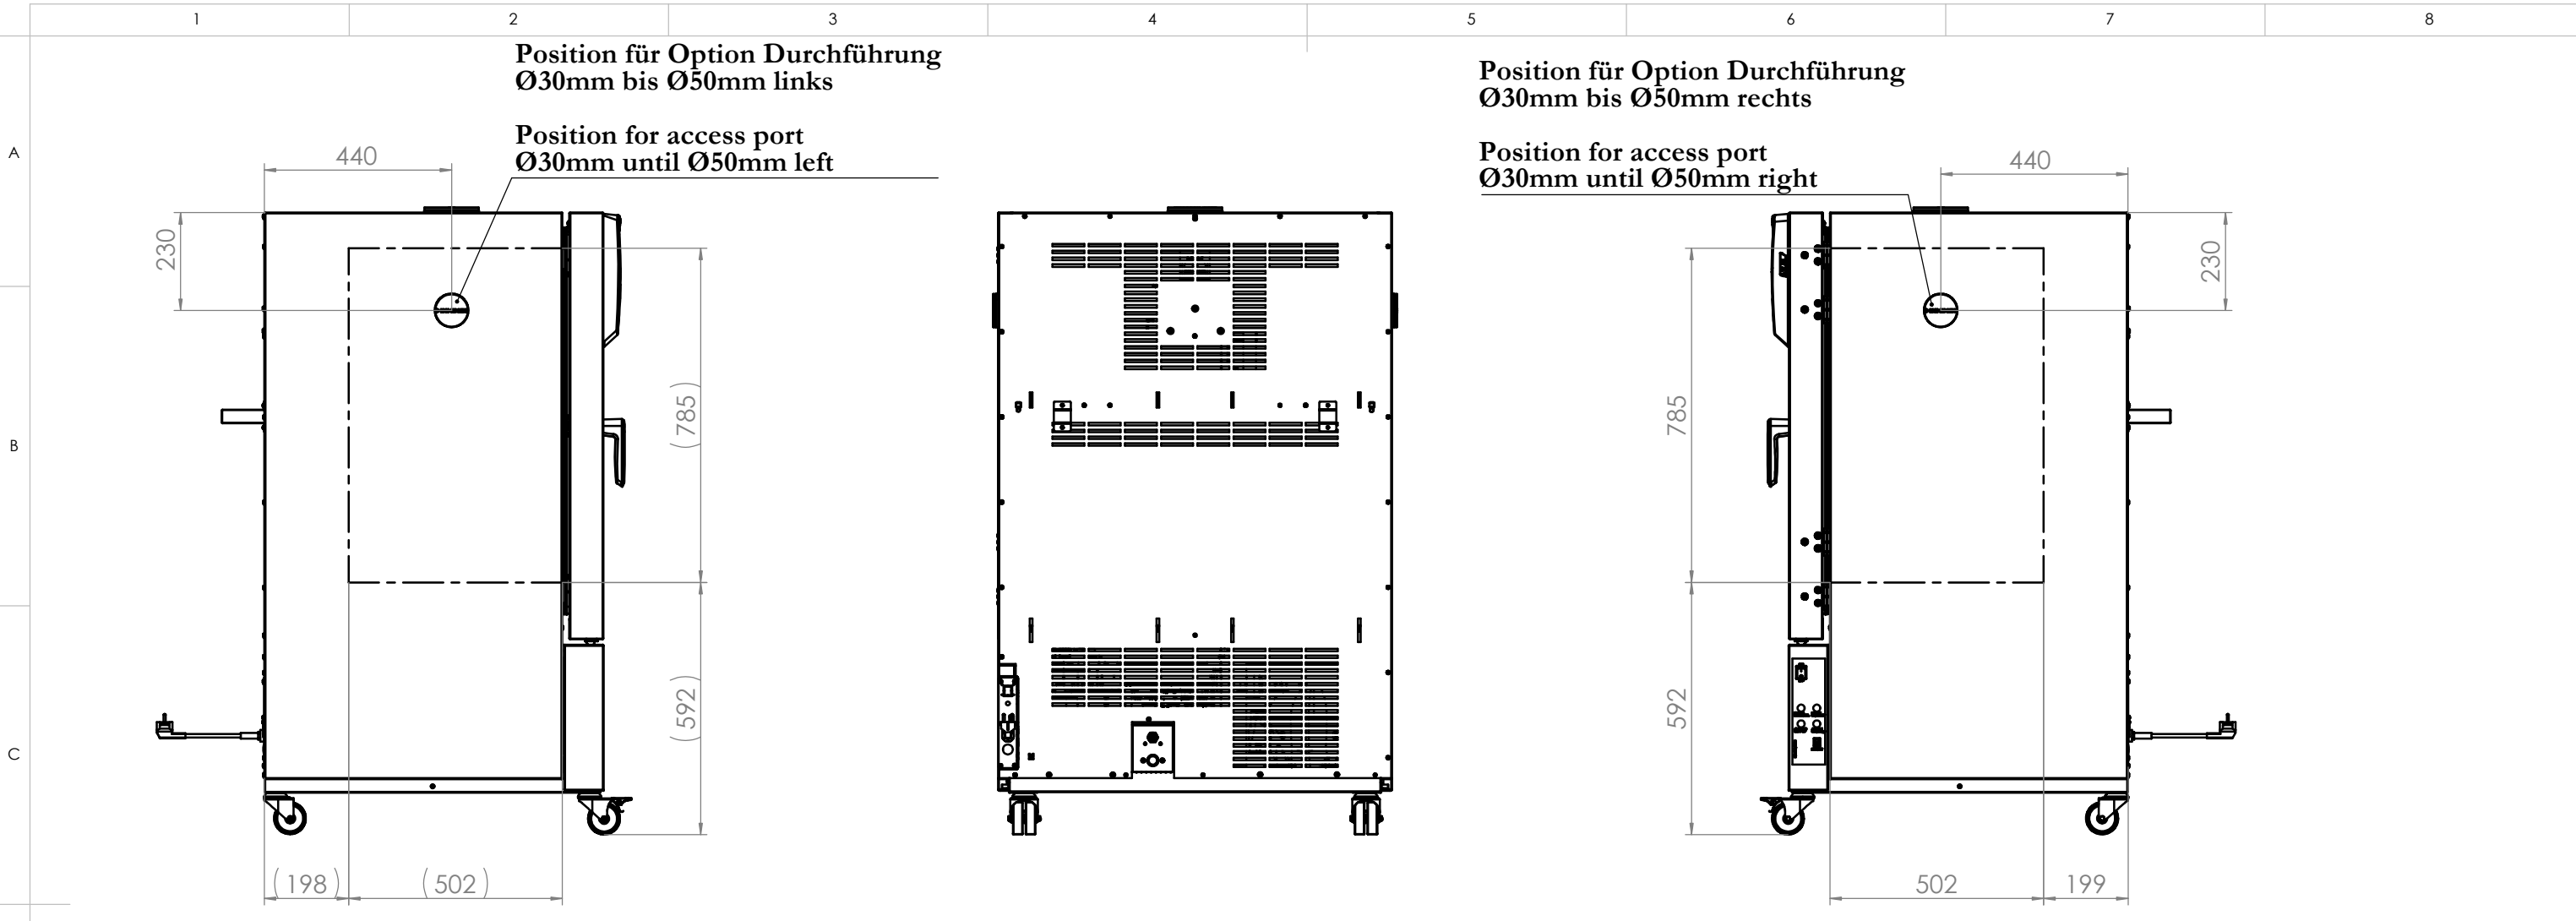 1
2
3
4
5
6
7
8
A
B
C
Position für Option Durchführung
Ø30mm bis Ø50mm links
Position for access port
Ø30mm until Ø50mm left
440
230
(785)
(592)
(198)
(502)
Position für Option Durchführung
Ø30mm bis Ø50mm rechts
Position for access port
Ø30mm until Ø50mm right
440
230
785
592
502
199